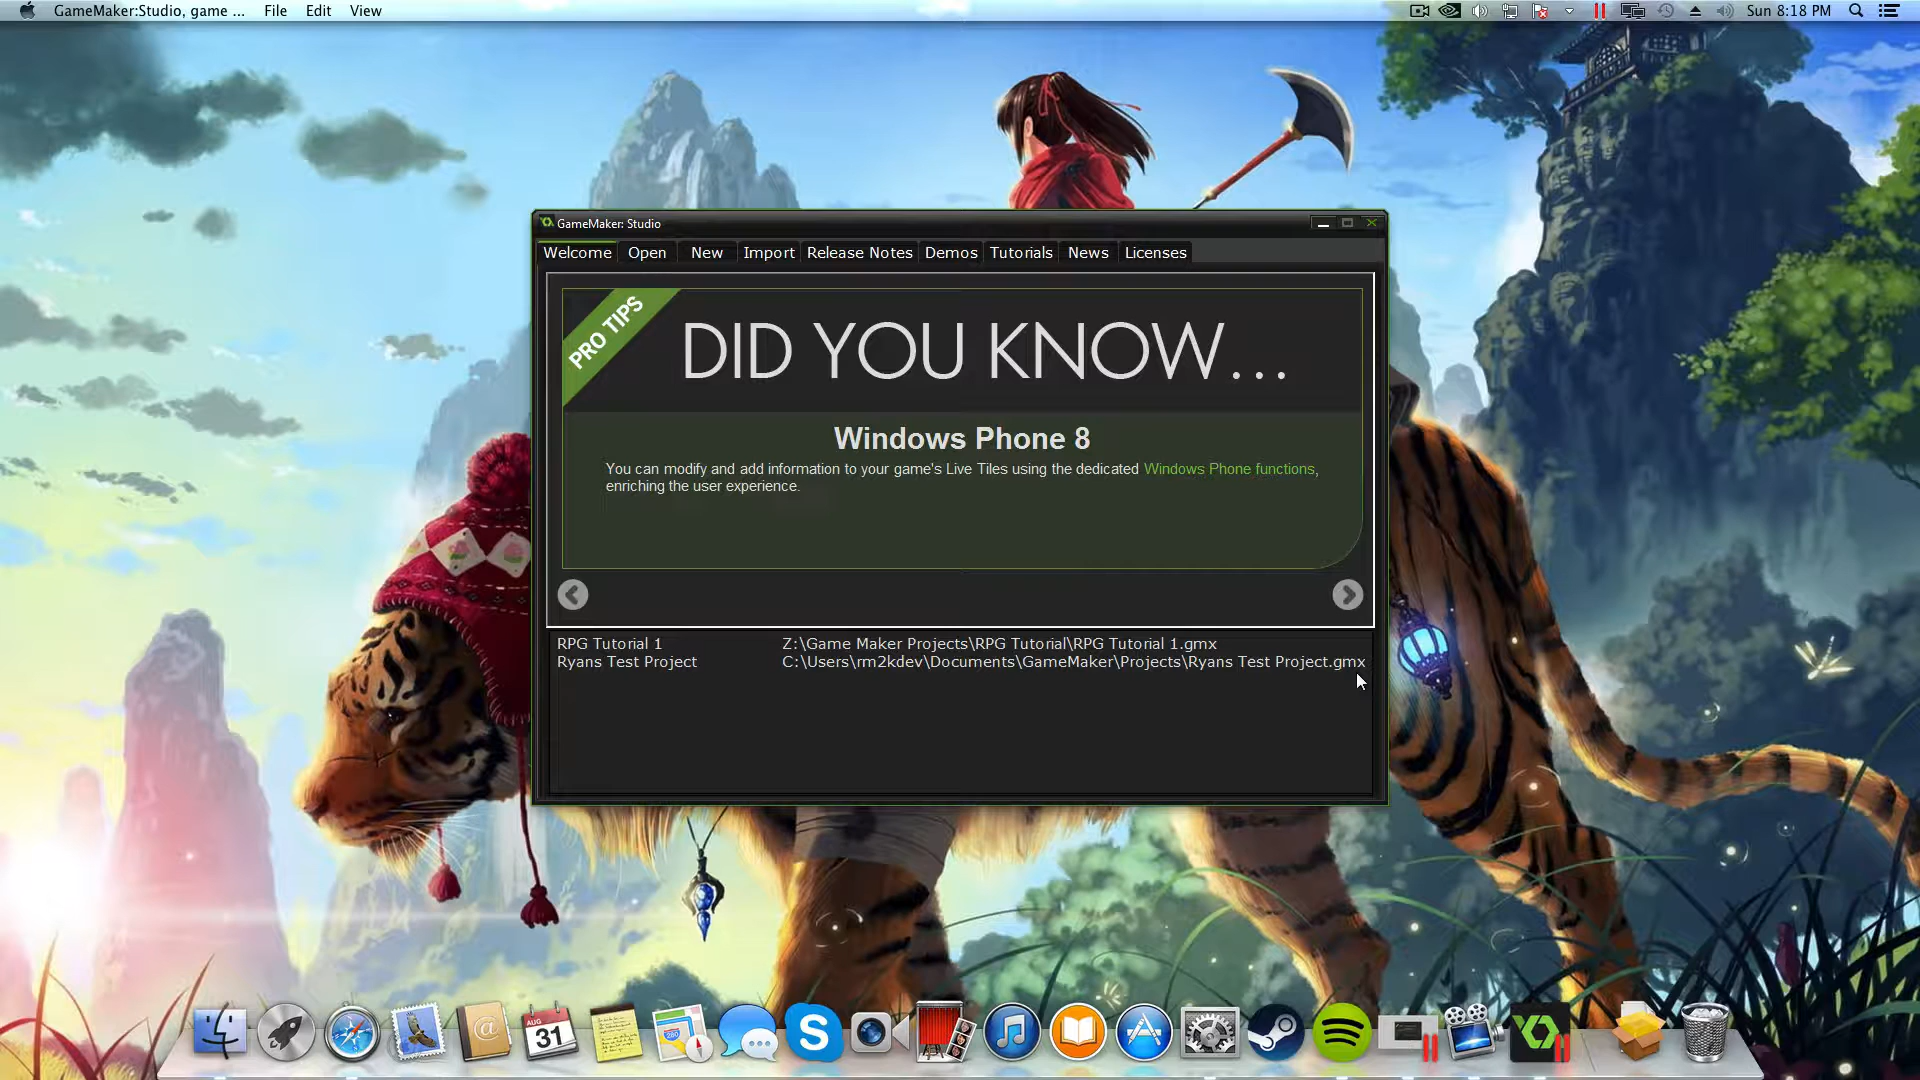 GameMaker:Studio, game ... File Edit View Sun 8:18 PM
GameMaker: Studio
Welcome Open New Import Release Notes Demos Tutorials News Licenses
PRO TIPS
DID YOU KNOW...
Windows Phone 8
You can modify and add information to your game's Live Tiles using the dedicated Windows Phone functions,
enriching the user experience.
RPG Tutorial 1 Z:\Game Maker Projects\RPG Tutorial\RPG Tutorial 1.gmx
Ryans Test Project C:\Users\rm2kdev\Documents\GameMaker\Projects\Ryans Test Project.gmx
AUG
31
280